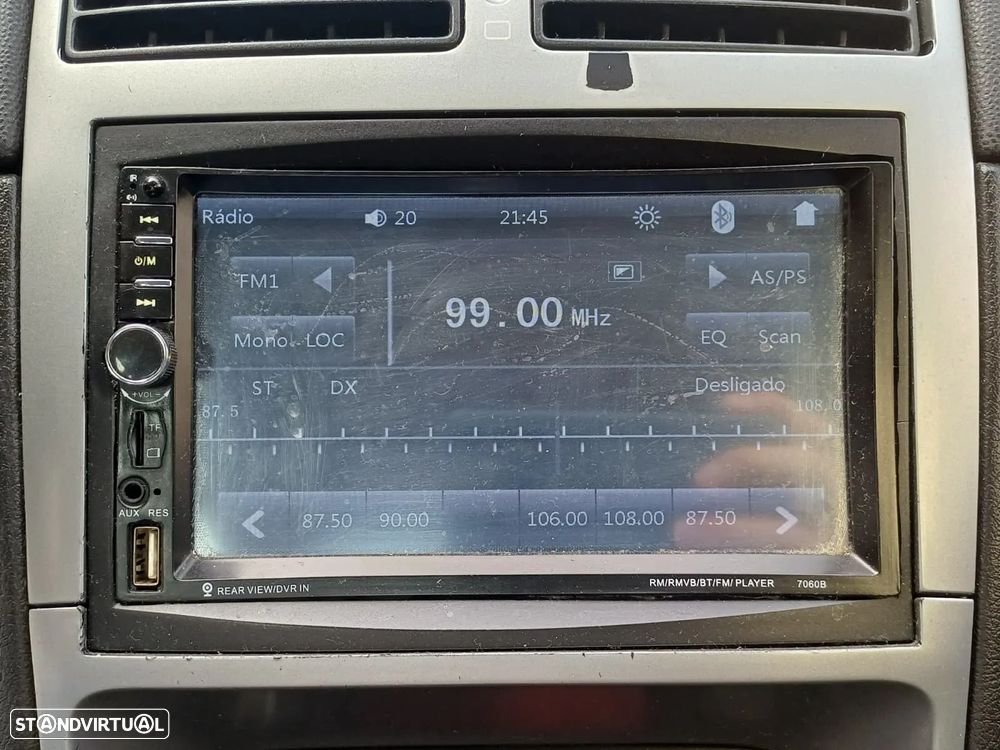 IR
Rádio 20 21:45
FM1 AS/PS
⏻/M
99.00 MHz
Mono LOC EQ Scan
ST DX Desligado
+VOL-
87.5 108.0
TF
87.50 90.00 106.00 108.00 87.50
AUX RES
REAR VIEW/DVR IN RM/RMVB/BT/FM/PLAYER 7060B
STANDVIRTUAL